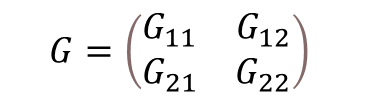 G = (G₁₁ G₁₂
G₂₁ G₂₂)